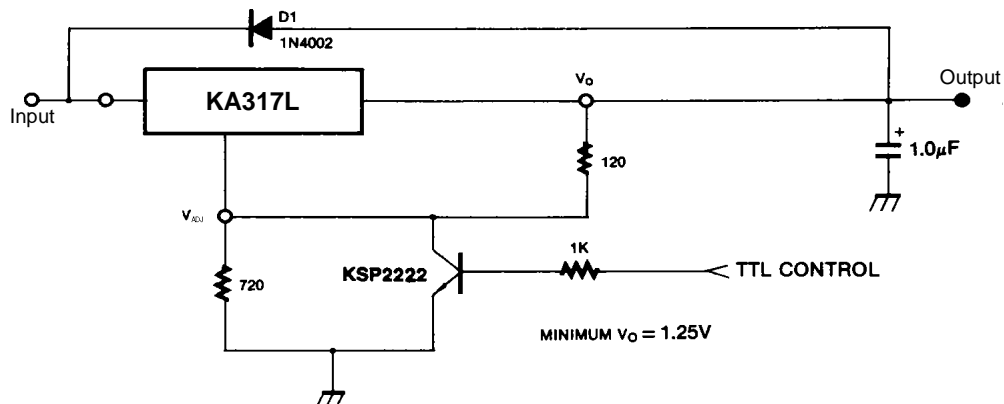 D1
1N4002
KA317L
Input
Vo
Output
+
1.0μF
120
VADJ
1K
KSP2222
TTL CONTROL
720
MINIMUM Vo = 1.25V